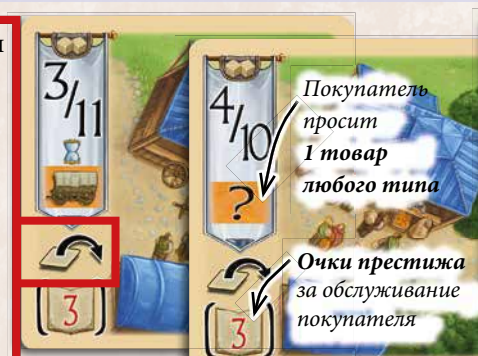 и
3/11
4/10
?
Покупатель
просит
1 товар
любого типа
3
3
Очки престижа
за обслуживание
покупателя